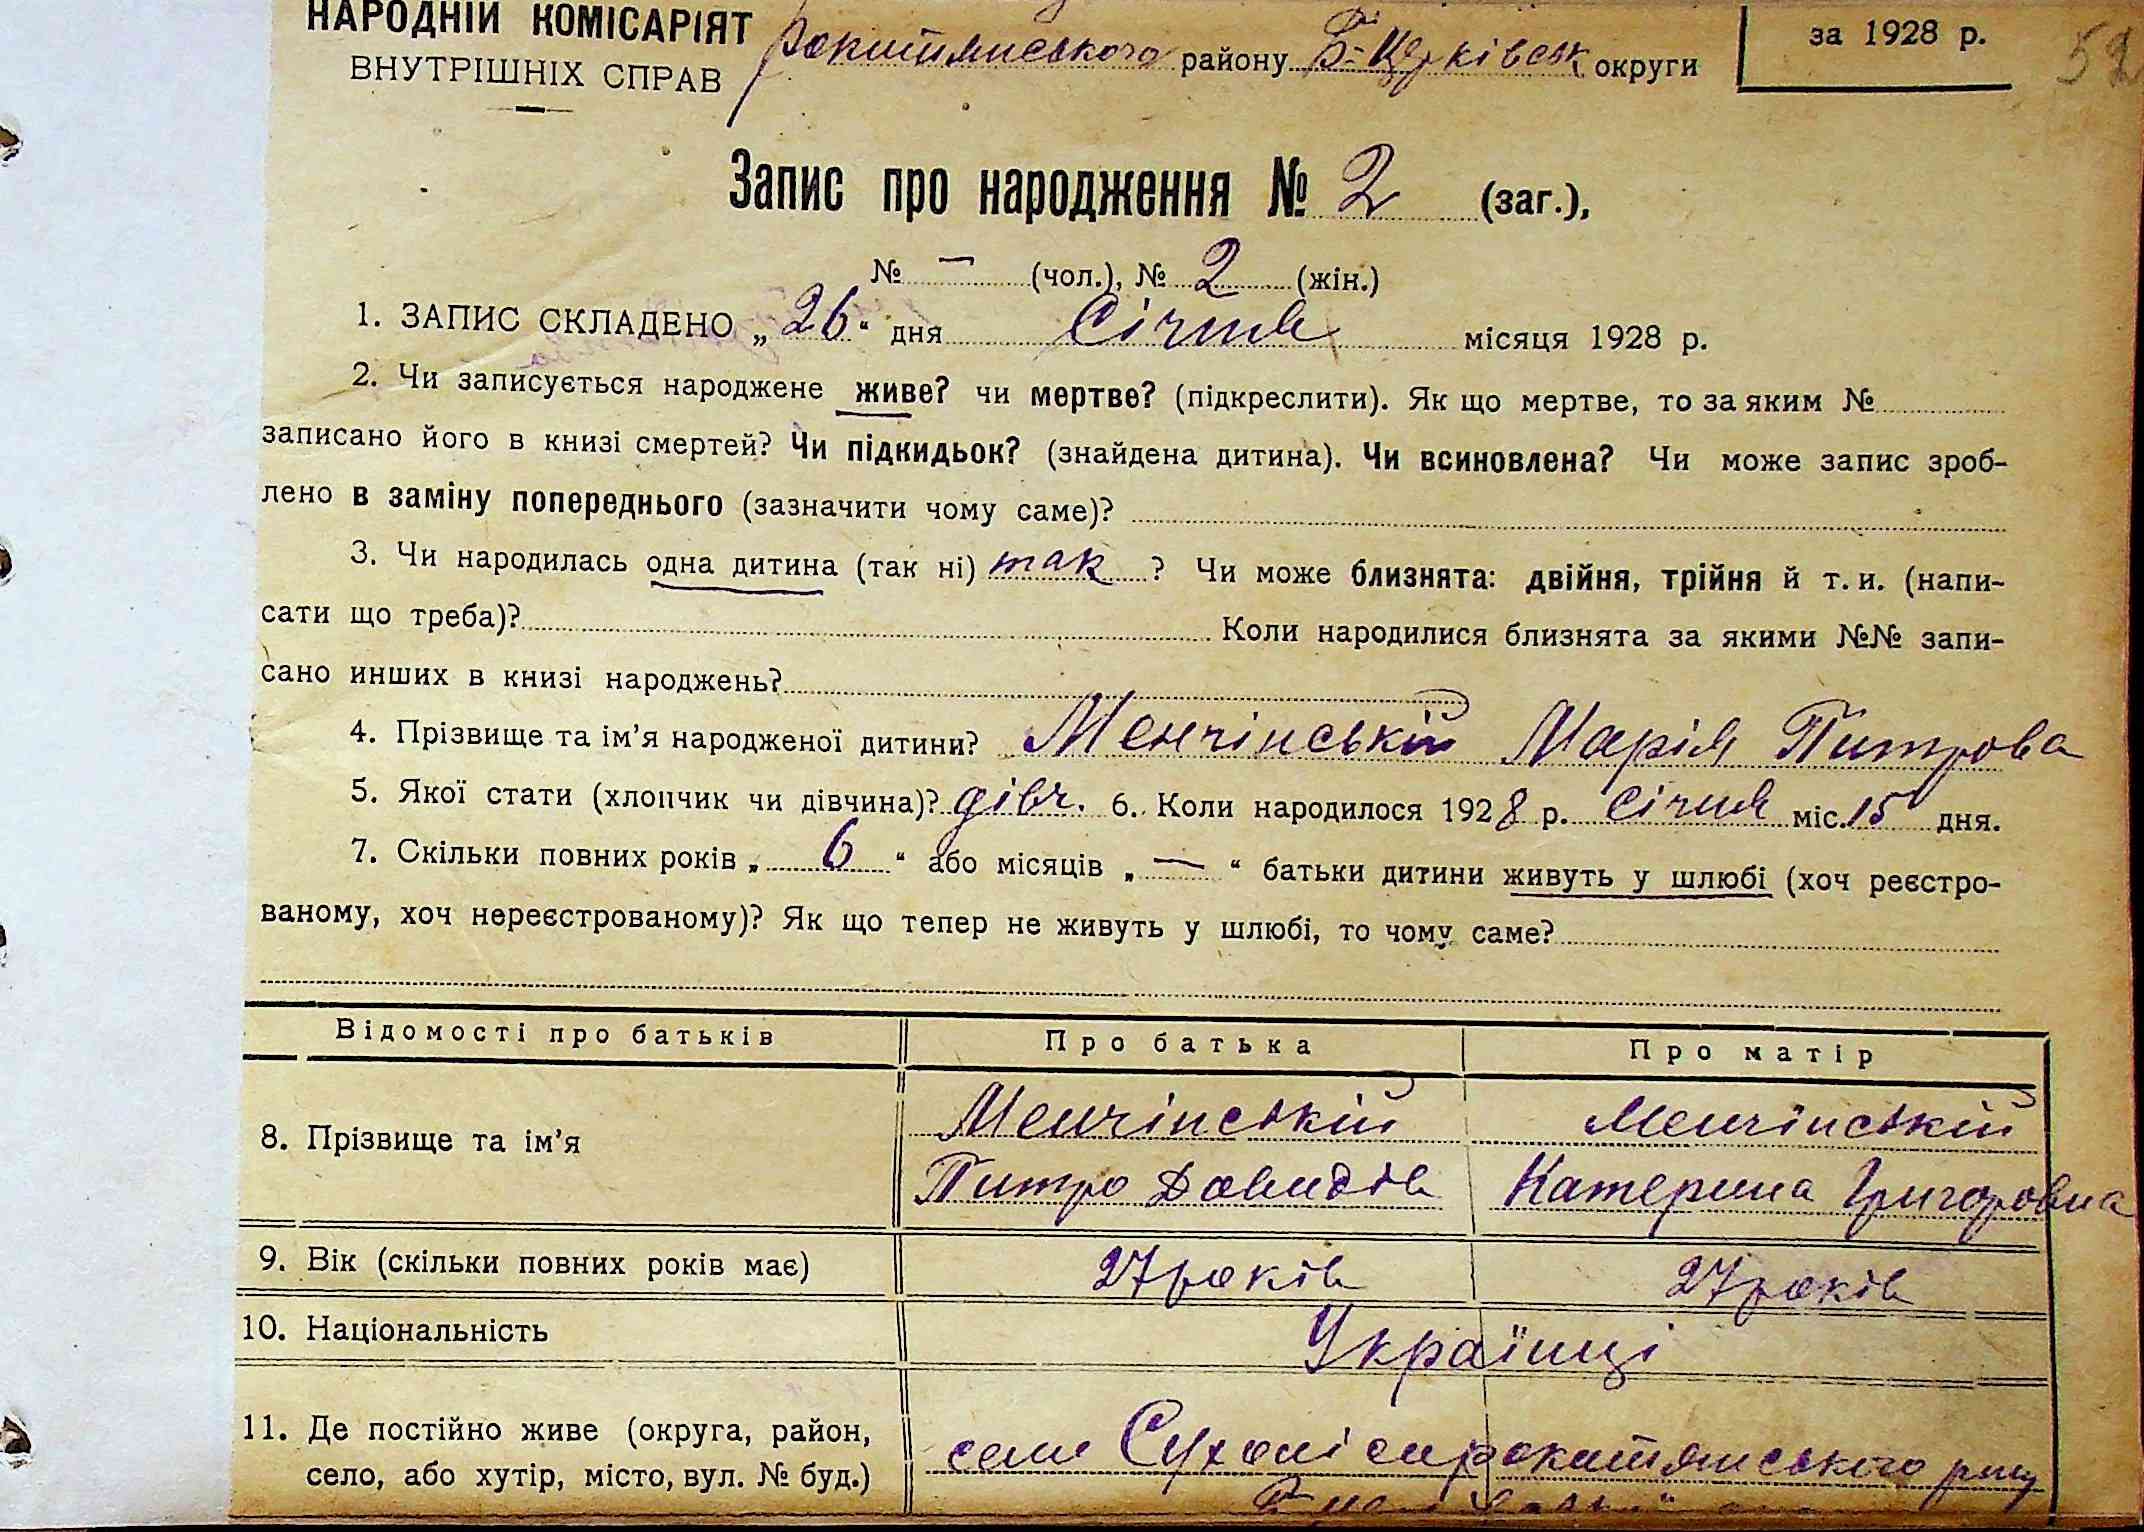 НАРОДНІЙ КОМІСАРІЯТ
ВНУТРІШНІХ СПРАВ
рокитянського району Б-Церківськ округи
за 1928 р.
52
Запис про народження № 2 (заг.),
№ — (чол.), № 2 (жін.)
1. ЗАПИС СКЛАДЕНО „26“ дня Січня місяця 1928 р.
2. Чи записується народжене живе? чи мертве? (підкреслити). Як що мертве, то за яким №
записано його в книзі смертей? Чи підкидьок? (знайдена дитина). Чи всиновлена? Чи може запис зроб-
лено в заміну попереднього (зазначити чому саме)?
3. Чи народилась одна дитина (так ні) так ? Чи може близнята: двійня, трійня й т. и. (напи-
сати що треба)? Коли народилися близнята за якими №№ запи-
сано инших в книзі народжень?
4. Прізвище та ім’я народженої дитини? Менчінській Марія Питрова
5. Якої стати (хлопчик чи дівчина)? дівч. 6. Коли народилося 1928 р. Січня міс. 15 дня.
7. Скільки повних років „ 6 “ або місяців „ — “ батьки дитини живуть у шлюбі (хоч реєстро-
ваному, хоч нереєстрованому)? Як що тепер не живуть у шлюбі, то чому саме?
Відомості про батьків Про батька Про матір
8. Прізвище та ім’я
Менчінській Менчінській
Питро Давидів Катерина Григоровна
9. Вік (скільки повних років має) 27 років 27 років
10. Національність Українці
11. Де постійно живе (округа, район,
село, або хутір, місто, вул. № буд.)
село Сухоліси рокитянського рну